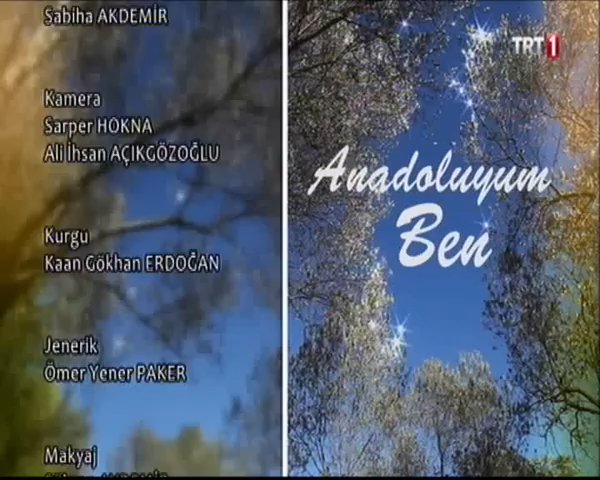 Sabiha AKDEMİR
Kamera
Sarper HOKNA
Ali İhsan AÇIKGÖZOĞLU
Kurgu
Kaan Gökhan ERDOĞAN
Jenerik
Ömer Yener PAKER
Makyaj
TRT 1
Anadoluyum
Ben